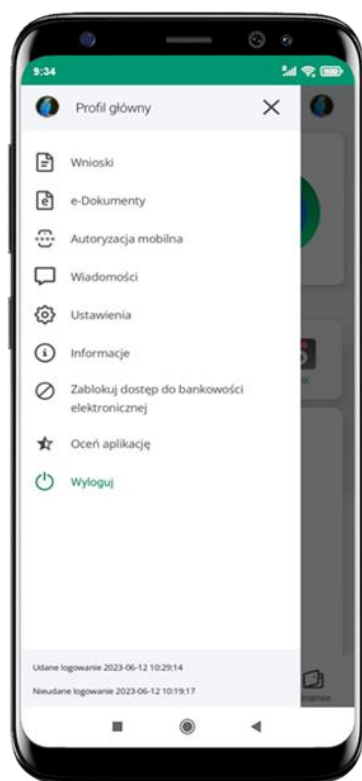 9:34
Profil główny
Wnioski
e-Dokumenty
Autoryzacja mobilna
Wiadomości
Ustawienia
Informacje
Zablokuj dostęp do bankowości
elektronicznej
Oceń aplikację
Wyloguj
Udane logowanie 2023-06-12 10:29:14
Nieudane logowanie 2023-06-12 10:19:17